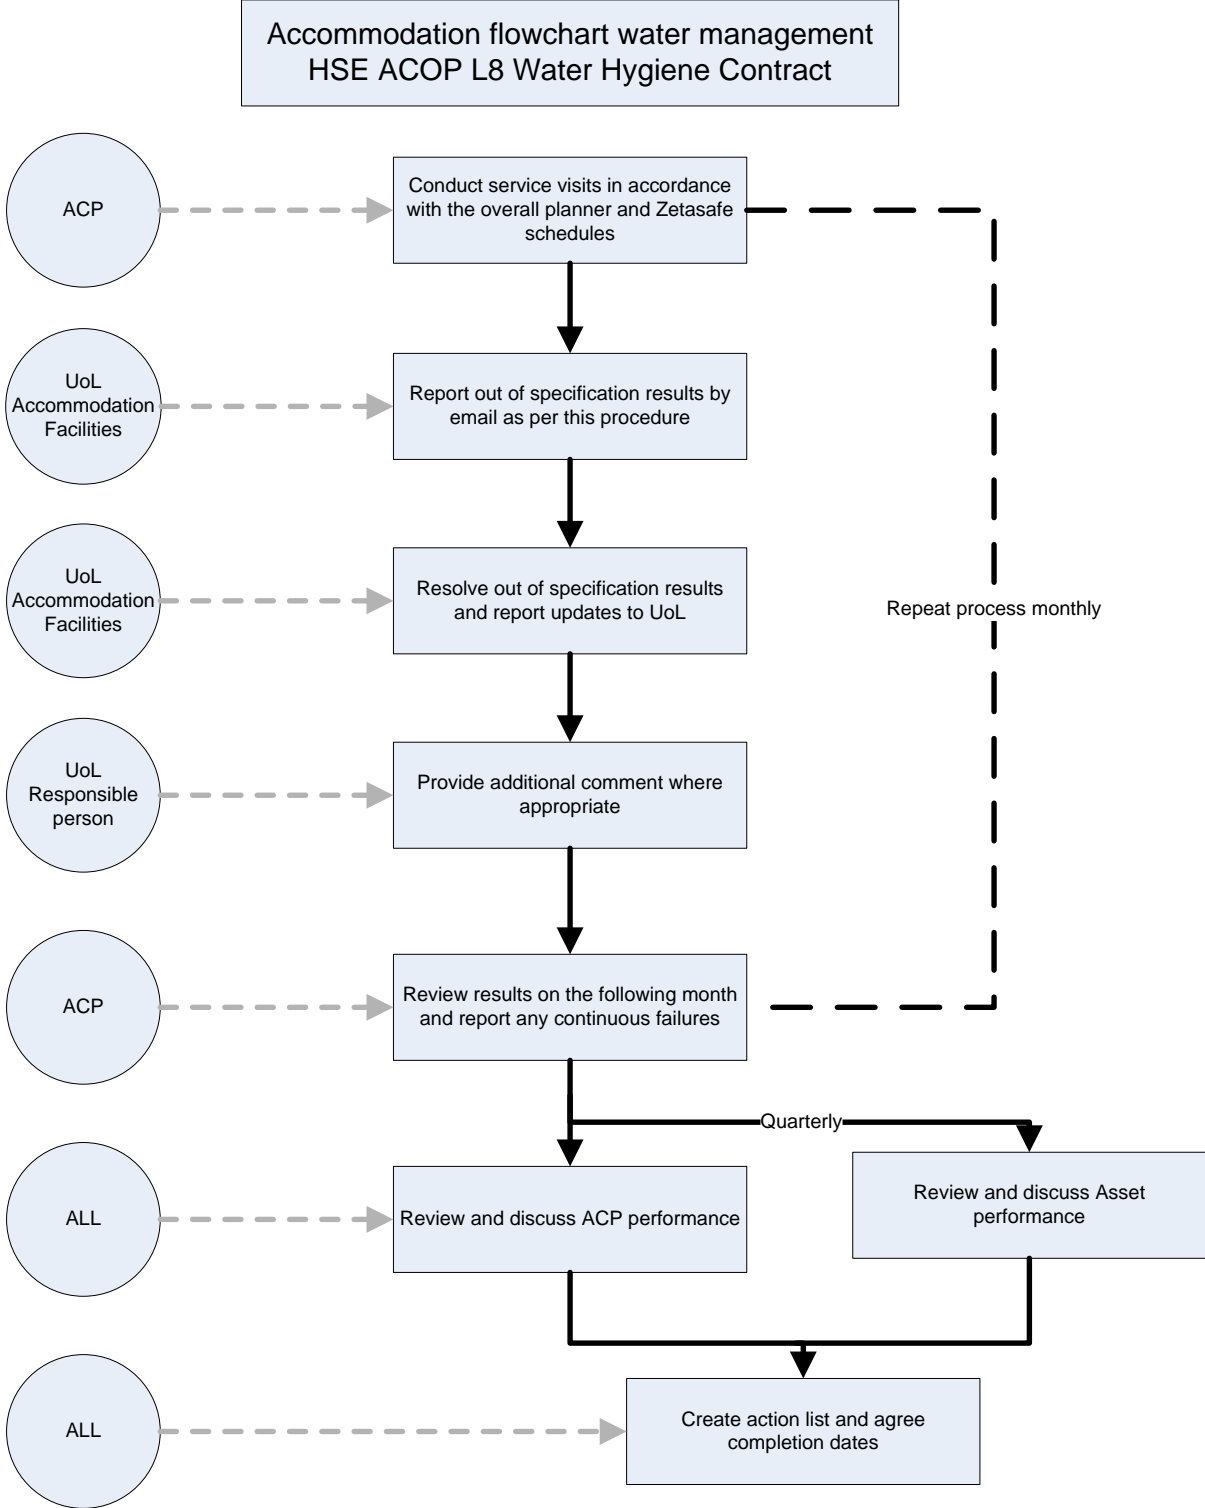 Accommodation flowchart water management
HSE ACOP L8 Water Hygiene Contract
ACP
Conduct service visits in accordance
with the overall planner and Zetasafe
schedules
UoL
Accommodation
Facilities
Report out of specification results by
email as per this procedure
UoL
Accommodation
Facilities
Resolve out of specification results
and report updates to UoL
Repeat process monthly
UoL
Responsible
person
Provide additional comment where
appropriate
ACP
Review results on the following month
and report any continuous failures
Quarterly
ALL
Review and discuss ACP performance
Review and discuss Asset
performance
ALL
Create action list and agree
completion dates